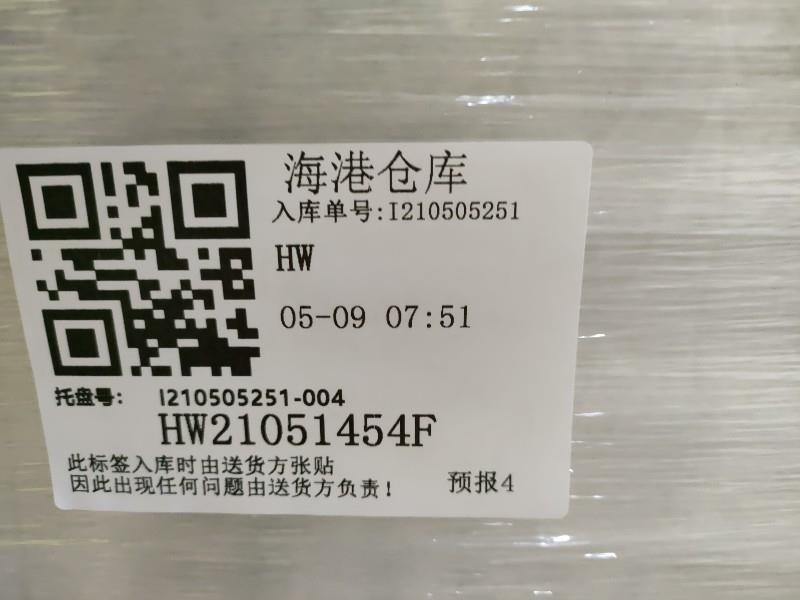 海港仓库
入库单号:I210505251
HW
05-09 07:51
托盘号: I210505251-004
HW21051454F
此标签入库时由送货方张贴
因此出现任何问题由送货方负责!
预报4